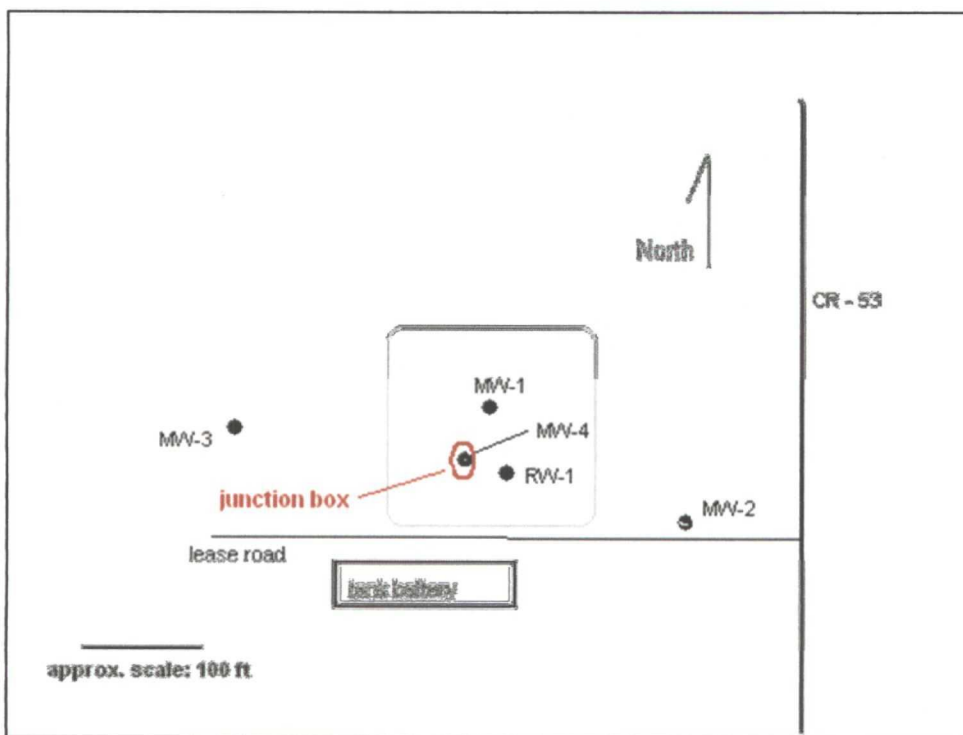 North
CR - 53
MW-1
MW-3
MW-4
RW-1
junction box
MW-2
lease road
tank battery
approx. scale: 100 ft